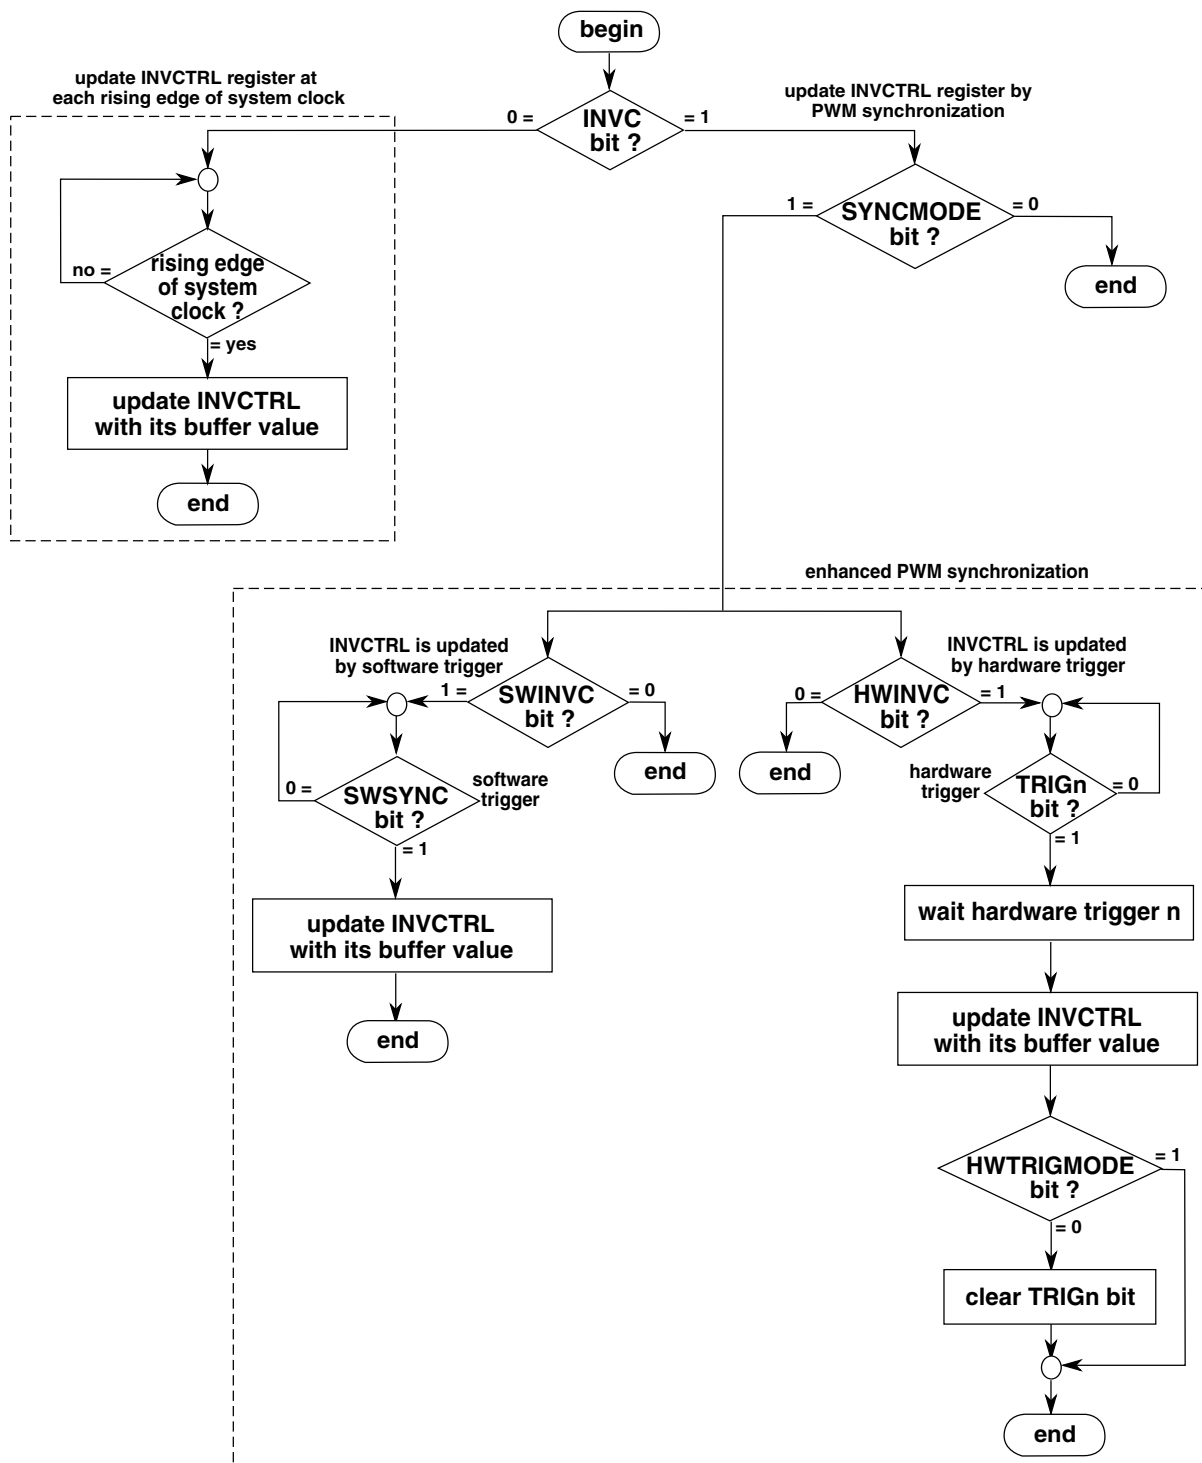 begin
update INVCTRL register at
each rising edge of system clock
update INVCTRL register by
PWM synchronization
0 =
INVC
bit ?
= 1
1 =
SYNCMODE
bit ?
= 0
end
no =
rising edge
of system
clock ?
= yes
update INVCTRL
with its buffer value
end
enhanced PWM synchronization
INVCTRL is updated
by software trigger
INVCTRL is updated
by hardware trigger
1 =
SWINVC
bit ?
= 0
end
0 =
HWINVC
bit ?
= 1
end
0 =
SWSYNC
bit ?
software
trigger
= 1
hardware
trigger
TRIGn
bit ?
= 0
= 1
update INVCTRL
with its buffer value
end
wait hardware trigger n
update INVCTRL
with its buffer value
HWTRIGMODE
bit ?
= 1
= 0
clear TRIGn bit
end